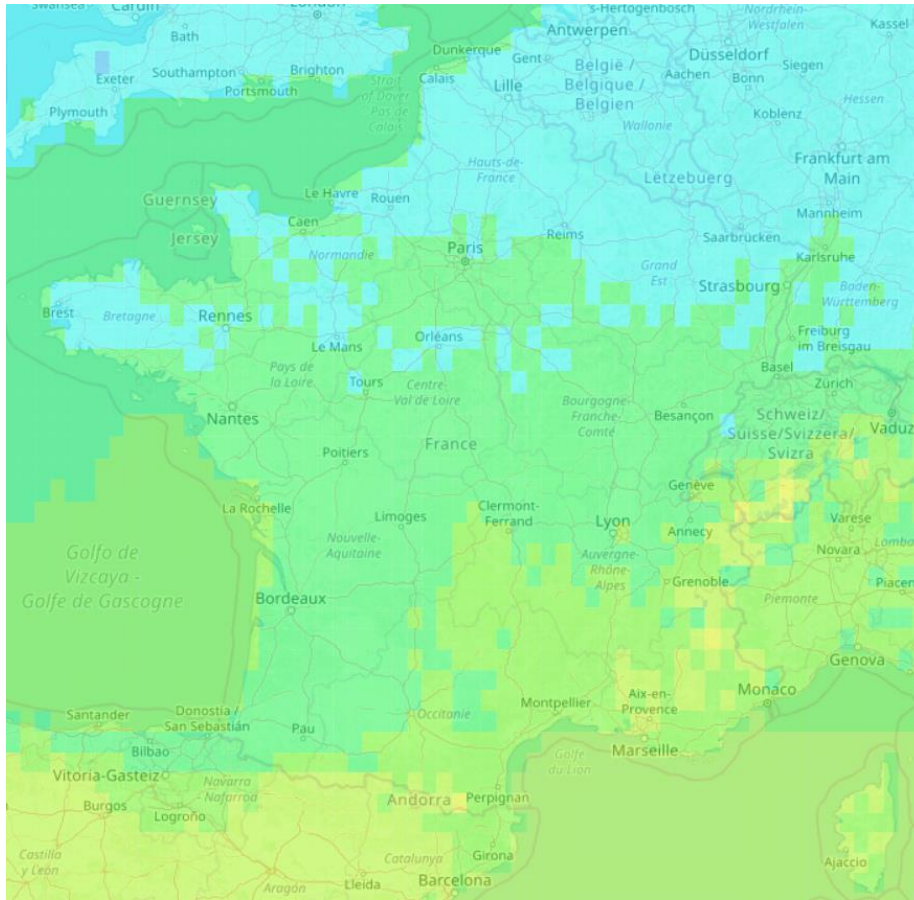 Swansea
Cardiff
London
Bath
's-Hertogenbosch
Nordrhein-
Westfalen
Kassel
Antwerpen
Dunkerque
Düsseldorf
Gent
Siegen
Exeter
Southampton
Brighton
Portsmouth
Calais
Strait
of Dover
Pas de
Calais
Lille
België /
Belgique /
Belgien
Aachen
Bonn
Hessen
Plymouth
Koblenz
Wallonie
Hauts-de-
France
Lëtzebuerg
Frankfurt am
Main
Guernsey
Le Havre
Rouen
Mannheim
Jersey
Caen
Reims
Saarbrücken
Paris
Normandie
Grand
Est
Karlsruhe
Strasbourg
Baden-
Württemberg
Brest
Bretagne
Rennes
Le Mans
Orléans
Freiburg
im Breisgau
Pays de
la Loire
Tours
Centre-
Val de Loire
Basel
Zürich
Nantes
Bourgogne-
Franche-
Comté
Besançon
Schweiz/
Suisse/Svizzera/
Svizra
Vaduz
France
Poitiers
Genève
La Rochelle
Limoges
Clermont-
Ferrand
Lyon
Annecy
Varese
Nouvelle-
Aquitaine
Auvergne-
Rhône-
Alpes
Novara
Lomba
Golfo de
Vizcaya -
Golfe de Gascogne
Grenoble
Piacen
Bordeaux
Piemonte
Genova
Monaco
Santander
Donostia /
San Sebastián
Pau
Occitanie
Montpellier
Aix-en-
Provence
Bilbao
Marseille
Golfe
du Lion
Vitoria-Gasteiz
Navarra
- Nafarroa
Burgos
Logroño
Andorra
Perpignan
Castilla
y León
Catalunya
Girona
Ajaccio
Aragón
Lleida
Barcelona